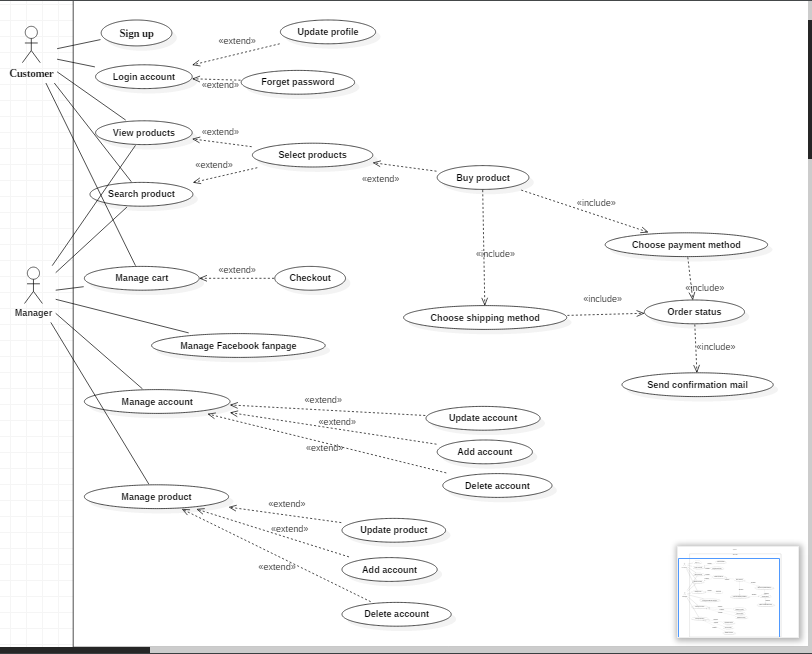 Sign up
Update profile
«extend»
Customer
Login account
«extend»
Forget password
View products
«extend»
Select products
«extend»
Buy product
«extend»
Search product
«include»
Choose payment method
«include»
Manage cart
«extend»
Checkout
«include»
«include»
Manager
Choose shipping method
Order status
Manage Facebook fanpage
«include»
Send confirmation mail
Manage account
«extend»
Update account
«extend»
Add account
«extend»
Delete account
Manage product
«extend»
Update product
«extend»
Add account
«extend»
Delete account